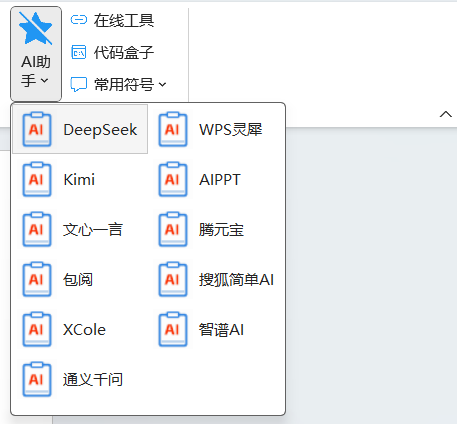 AI助
手
在线工具
代码盒子
常用符号
AI DeepSeek
AI WPS灵犀
AI Kimi
AI AIPPT
AI 文心一言
AI 腾元宝
AI 包阅
AI 搜狐简单AI
AI XCole
AI 智谱AI
AI 通义千问